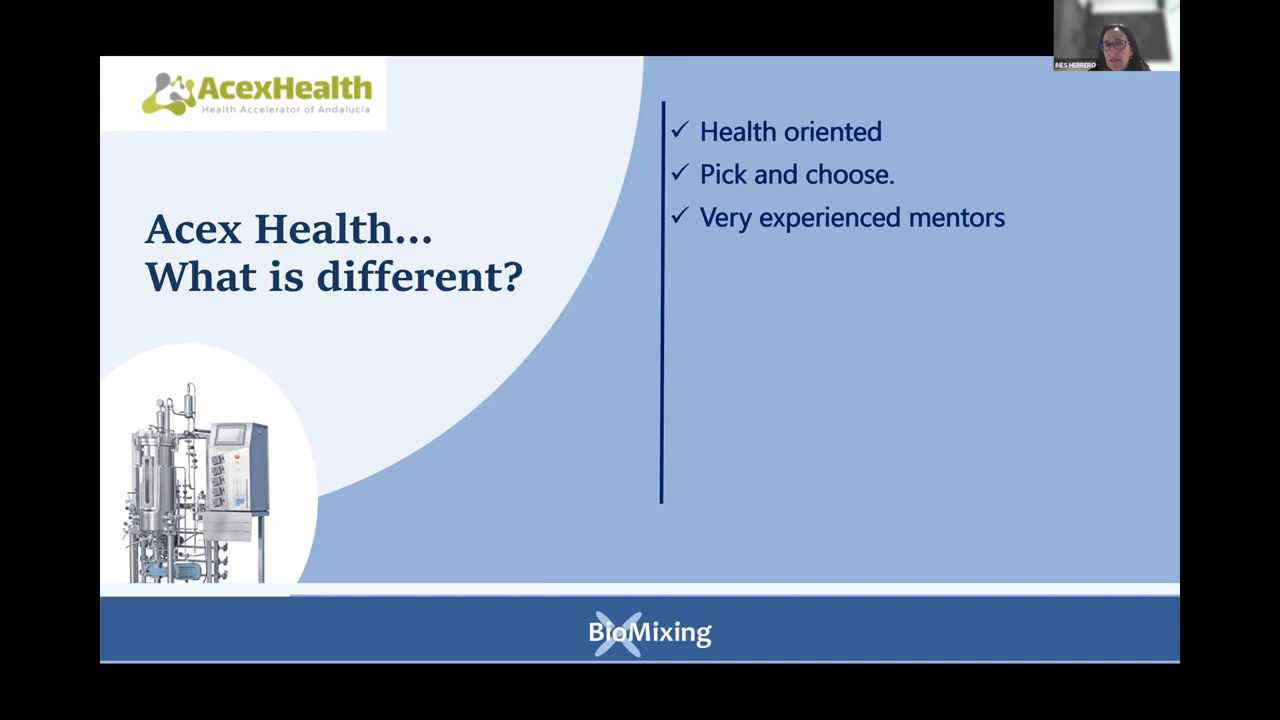 AcexHealth
Health Accelerator of Andalucía
INES HERRERO
✓ Health oriented
✓ Pick and choose.
✓ Very experienced mentors
Acex Health...
What is different?
BioMixing